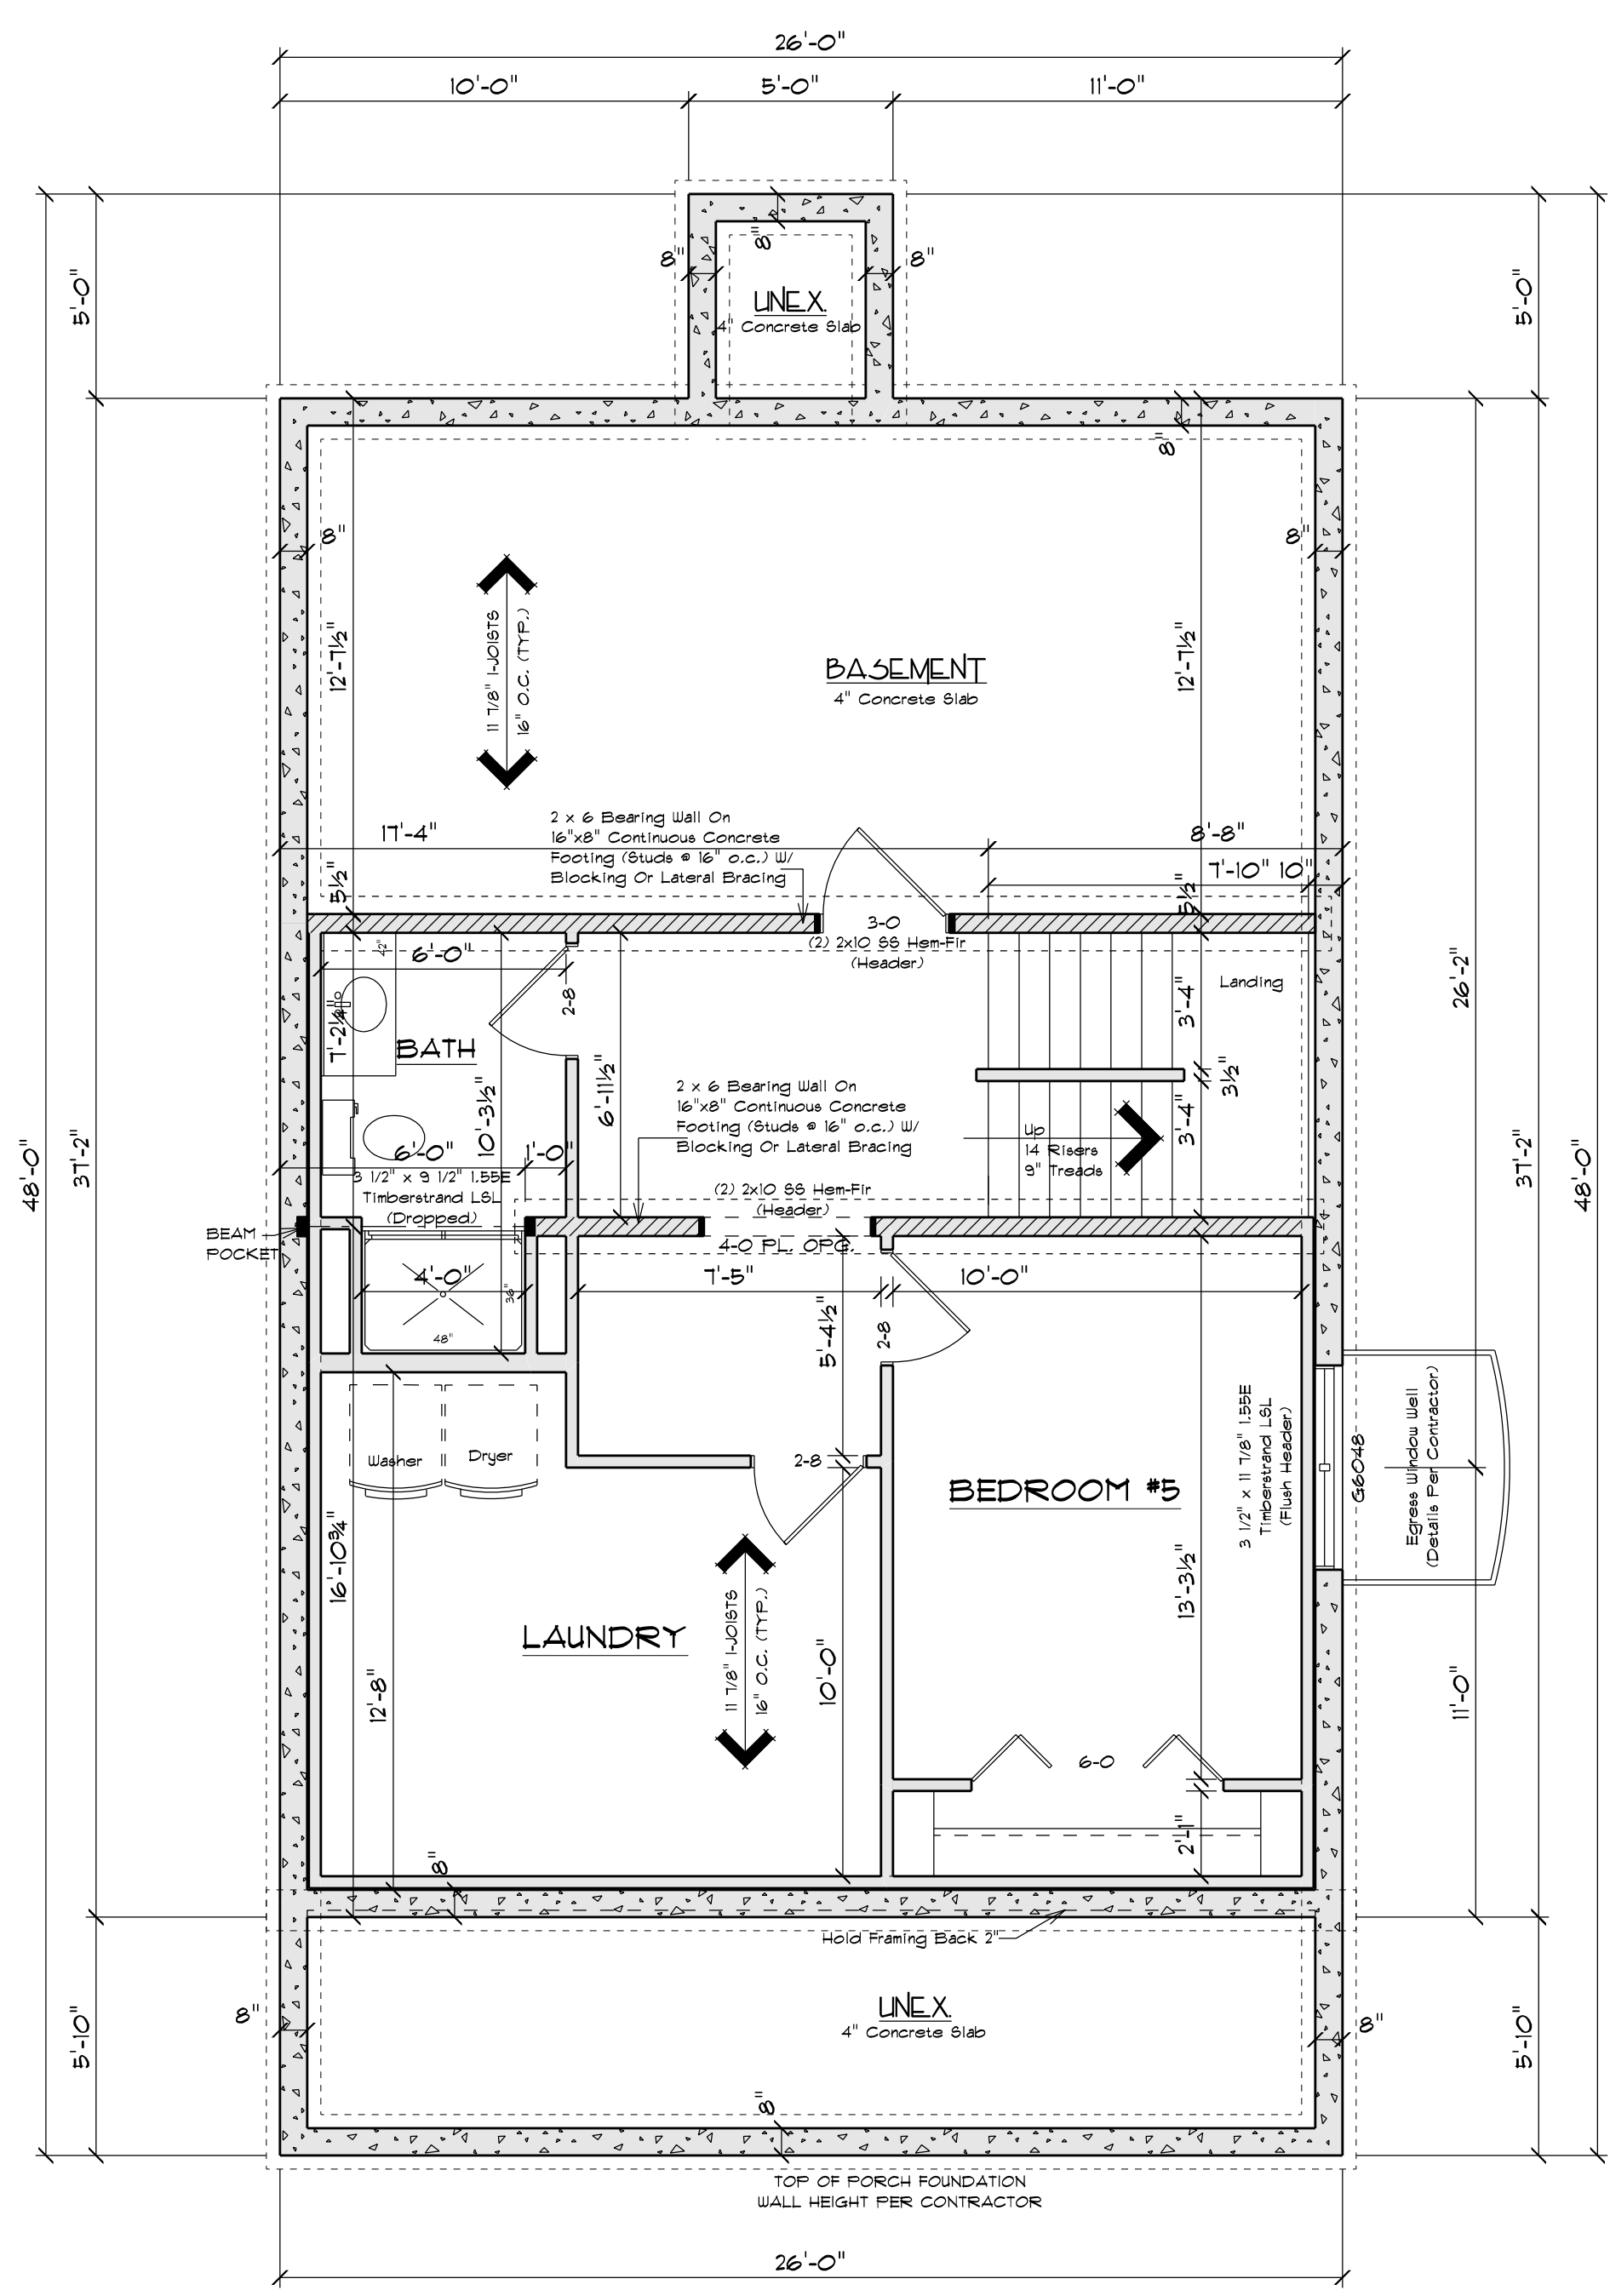 26'-0"
10'-0"
5'-0"
11'-0"
8"
8"
8"
5'-0"
5'-0"
UNEX.
4" Concrete Slab
8"
8"
8"
12'-7½"
12'-7½"
11 7/8" I-JOISTS
16" O.C. (TYP.)
BASEMENT
4" Concrete Slab
2 x 6 Bearing Wall On
16"x8" Continuous Concrete
Footing (Studs @ 16" o.c.) W/
Blocking Or Lateral Bracing
17'-4"
8'-8"
7'-10"
10"
5½"
5½"
3-0
(2) 2x10 SS Hem-Fir
(Header)
42"
6'-0"
2-8
7'-2¼"
BATH
10'-3½"
6'-11½"
Landing
3'-4"
3½"
3'-4"
26'-2"
2 x 6 Bearing Wall On
16"x8" Continuous Concrete
Footing (Studs @ 16" o.c.) W/
Blocking Or Lateral Bracing
up
14 Risers
9" Treads
48'-0"
37'-2"
37'-2"
48'-0"
6'-0"
1'-0"
3 1/2" x 9 1/2" 1.55E
Timberstrand LSL
(Dropped)
(2) 2x10 SS Hem-Fir
(Header)
BEAM
POCKET
4-0 PL. OPG.
4'-0"
36"
48"
7'-5"
10'-0"
5'-4½"
2-8
Washer
Dryer
2-8
BEDROOM #5
3 1/2" x 11 7/8" 1.55E
Timberstrand LSL
(Flush Header)
G6048
Egress Window Well
(Details Per Contractor)
16'-10¾"
13'-3½"
LAUNDRY
11 7/8" I-JOISTS
16" O.C. (TYP.)
12'-8"
10'-0"
11'-0"
6-0
2'-1"
8"
Hold Framing Back 2"
8"
UNEX.
4" Concrete Slab
8"
5'-10"
5'-10"
8"
TOP OF PORCH FOUNDATION
WALL HEIGHT PER CONTRACTOR
26'-0"